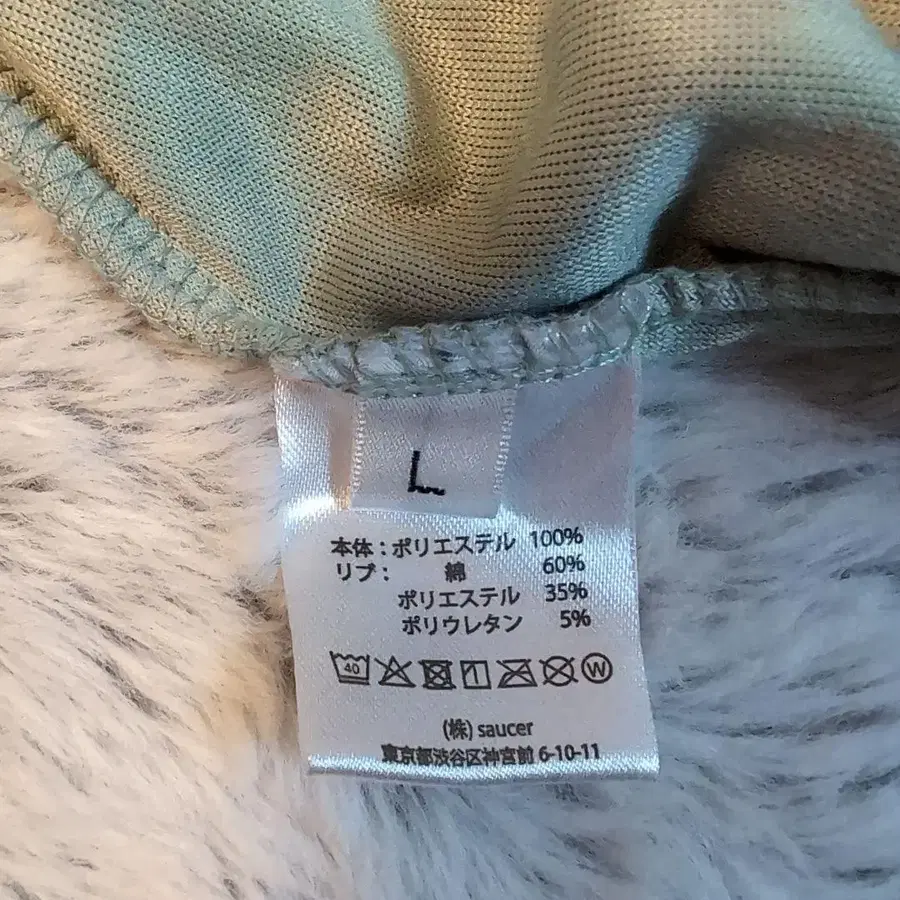 L
本体：ポリエステル 100%
リブ： 綿 60%
ポリエステル 35%
ポリウレタン 5%
40 W
(株) saucer
東京都渋谷区神宮前 6-10-11